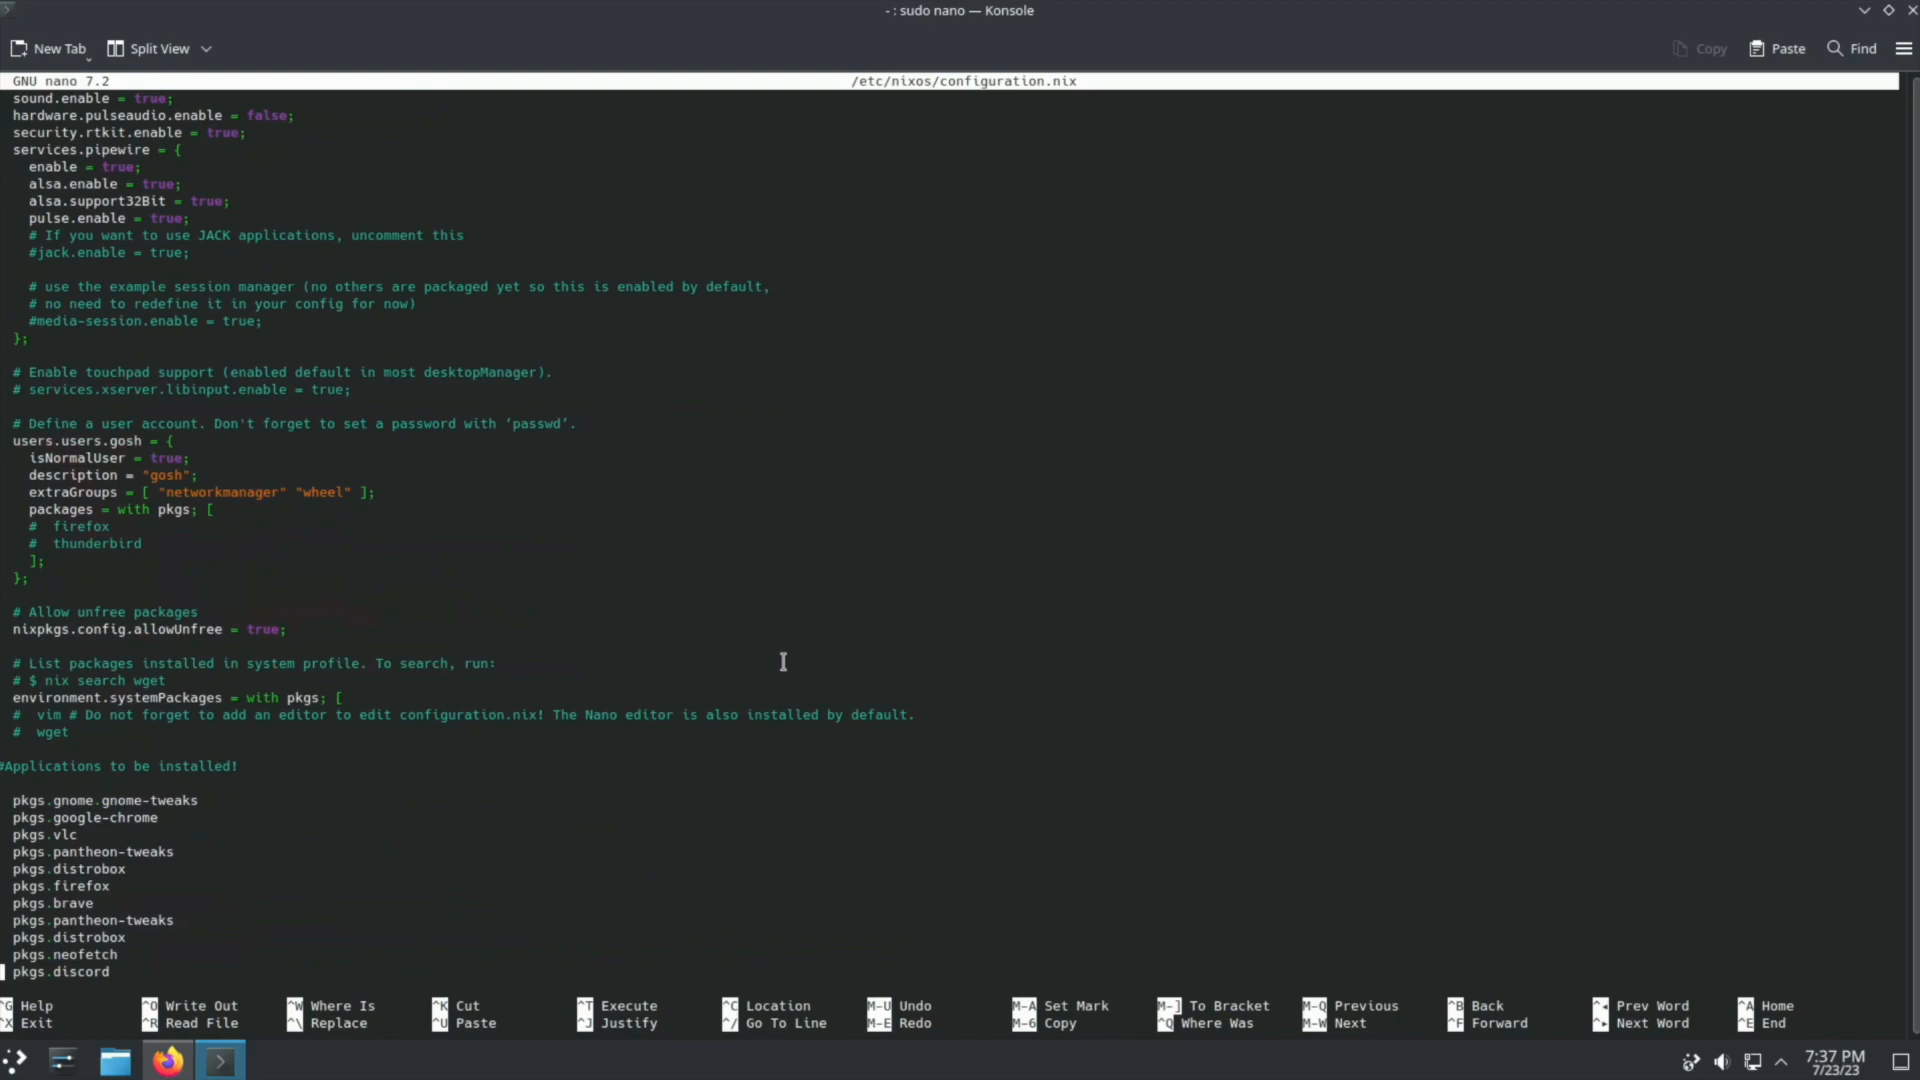 - : sudo nano — Konsole
New Tab Split View Copy Paste Find
GNU nano 7.2 /etc/nixos/configuration.nix
sound.enable = true;
hardware.pulseaudio.enable = false;
security.rtkit.enable = true;
services.pipewire = {
enable = true;
alsa.enable = true;
alsa.support32Bit = true;
pulse.enable = true;
# If you want to use JACK applications, uncomment this
#jack.enable = true;
# use the example session manager (no others are packaged yet so this is enabled by default,
# no need to redefine it in your config for now)
#media-session.enable = true;
};
# Enable touchpad support (enabled default in most desktopManager).
# services.xserver.libinput.enable = true;
# Define a user account. Don't forget to set a password with ‘passwd’.
users.users.gosh = {
isNormalUser = true;
description = "gosh";
extraGroups = [ "networkmanager" "wheel" ];
packages = with pkgs; [
# firefox
# thunderbird
];
};
# Allow unfree packages
nixpkgs.config.allowUnfree = true;
# List packages installed in system profile. To search, run:
# $ nix search wget
environment.systemPackages = with pkgs; [
# vim # Do not forget to add an editor to edit configuration.nix! The Nano editor is also installed by default.
# wget
#Applications to be installed!
pkgs.gnome.gnome-tweaks
pkgs.google-chrome
pkgs.vlc
pkgs.pantheon-tweaks
pkgs.distrobox
pkgs.firefox
pkgs.brave
pkgs.pantheon-tweaks
pkgs.distrobox
pkgs.neofetch
pkgs.discord
^G Help ^O Write Out ^W Where Is ^K Cut ^T Execute ^C Location M-U Undo M-A Set Mark M-] To Bracket M-Q Previous ^B Back ^◂ Prev Word ^A Home
^X Exit ^R Read File ^\ Replace ^U Paste ^J Justify ^/ Go To Line M-E Redo M-6 Copy ^Q Where Was M-W Next ^F Forward ^▸ Next Word ^E End
7:37 PM
7/23/23